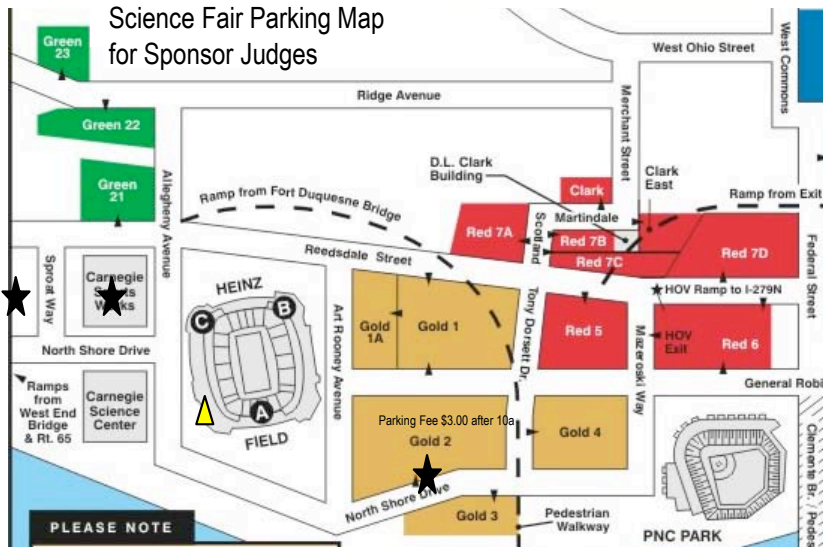 Science Fair Parking Map
for Sponsor Judges
Green
23
Green 22
Green
21
Allegheny Avenue
Ridge Avenue
West Ohio Street
West Commons
Merchant Street
D.L. Clark
Building
Clark
East
Clark
Martindale
Ramp from Exit
Ramp from Fort Duquesne Bridge
Reedsdale Street
Red 7A
Scotland
Red 7B
Red 7C
Red 7D
Federal Street
Sproat Way
Carnegie
Works
HEINZ
C
B
A
FIELD
Art Rooney Avenue
Gold
1A
Gold 1
Tony Dorsett Dr.
Red 5
Mazeroski Way
HOV Ramp to I-279N
HOV
Exit
Red 6
North Shore Drive
General Robi
Ramps
from
West End
Bridge
& Rt. 65
Carnegie
Science
Center
Parking Fee $3.00 after 10a
Gold 2
Gold 4
North Shore Drive
Gold 3
Pedestrian
Walkway
PNC PARK
Clemente Br. / Pedes
PLEASE NOTE